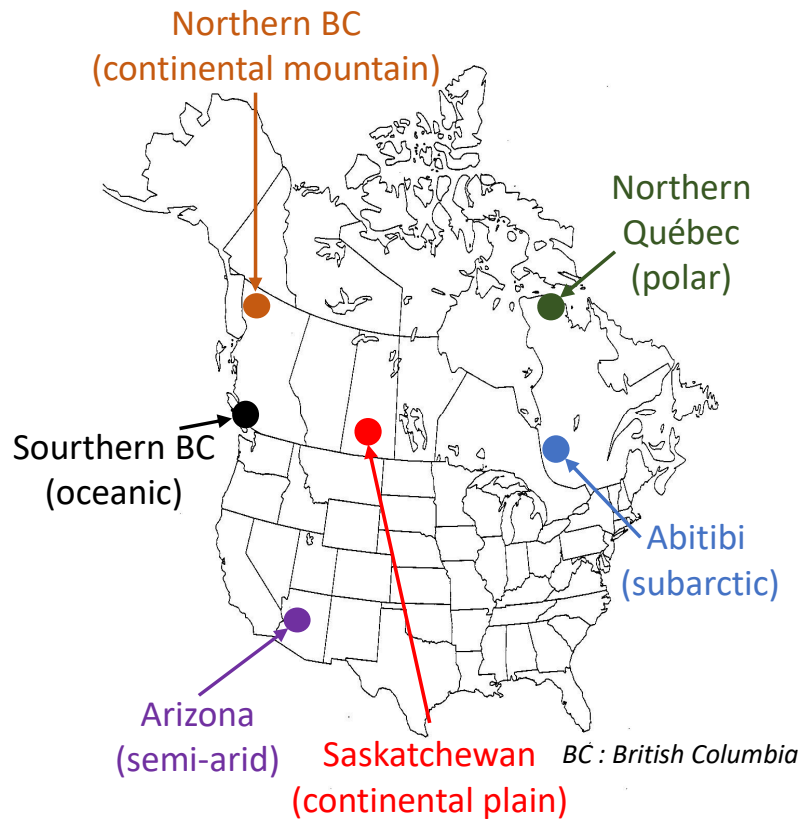 Northern BC
(continental mountain)
Northern
Québec
(polar)
Sourthern BC
(oceanic)
Abitibi
(subarctic)
Arizona
(semi-arid)
Saskatchewan
(continental plain)
BC : British Columbia